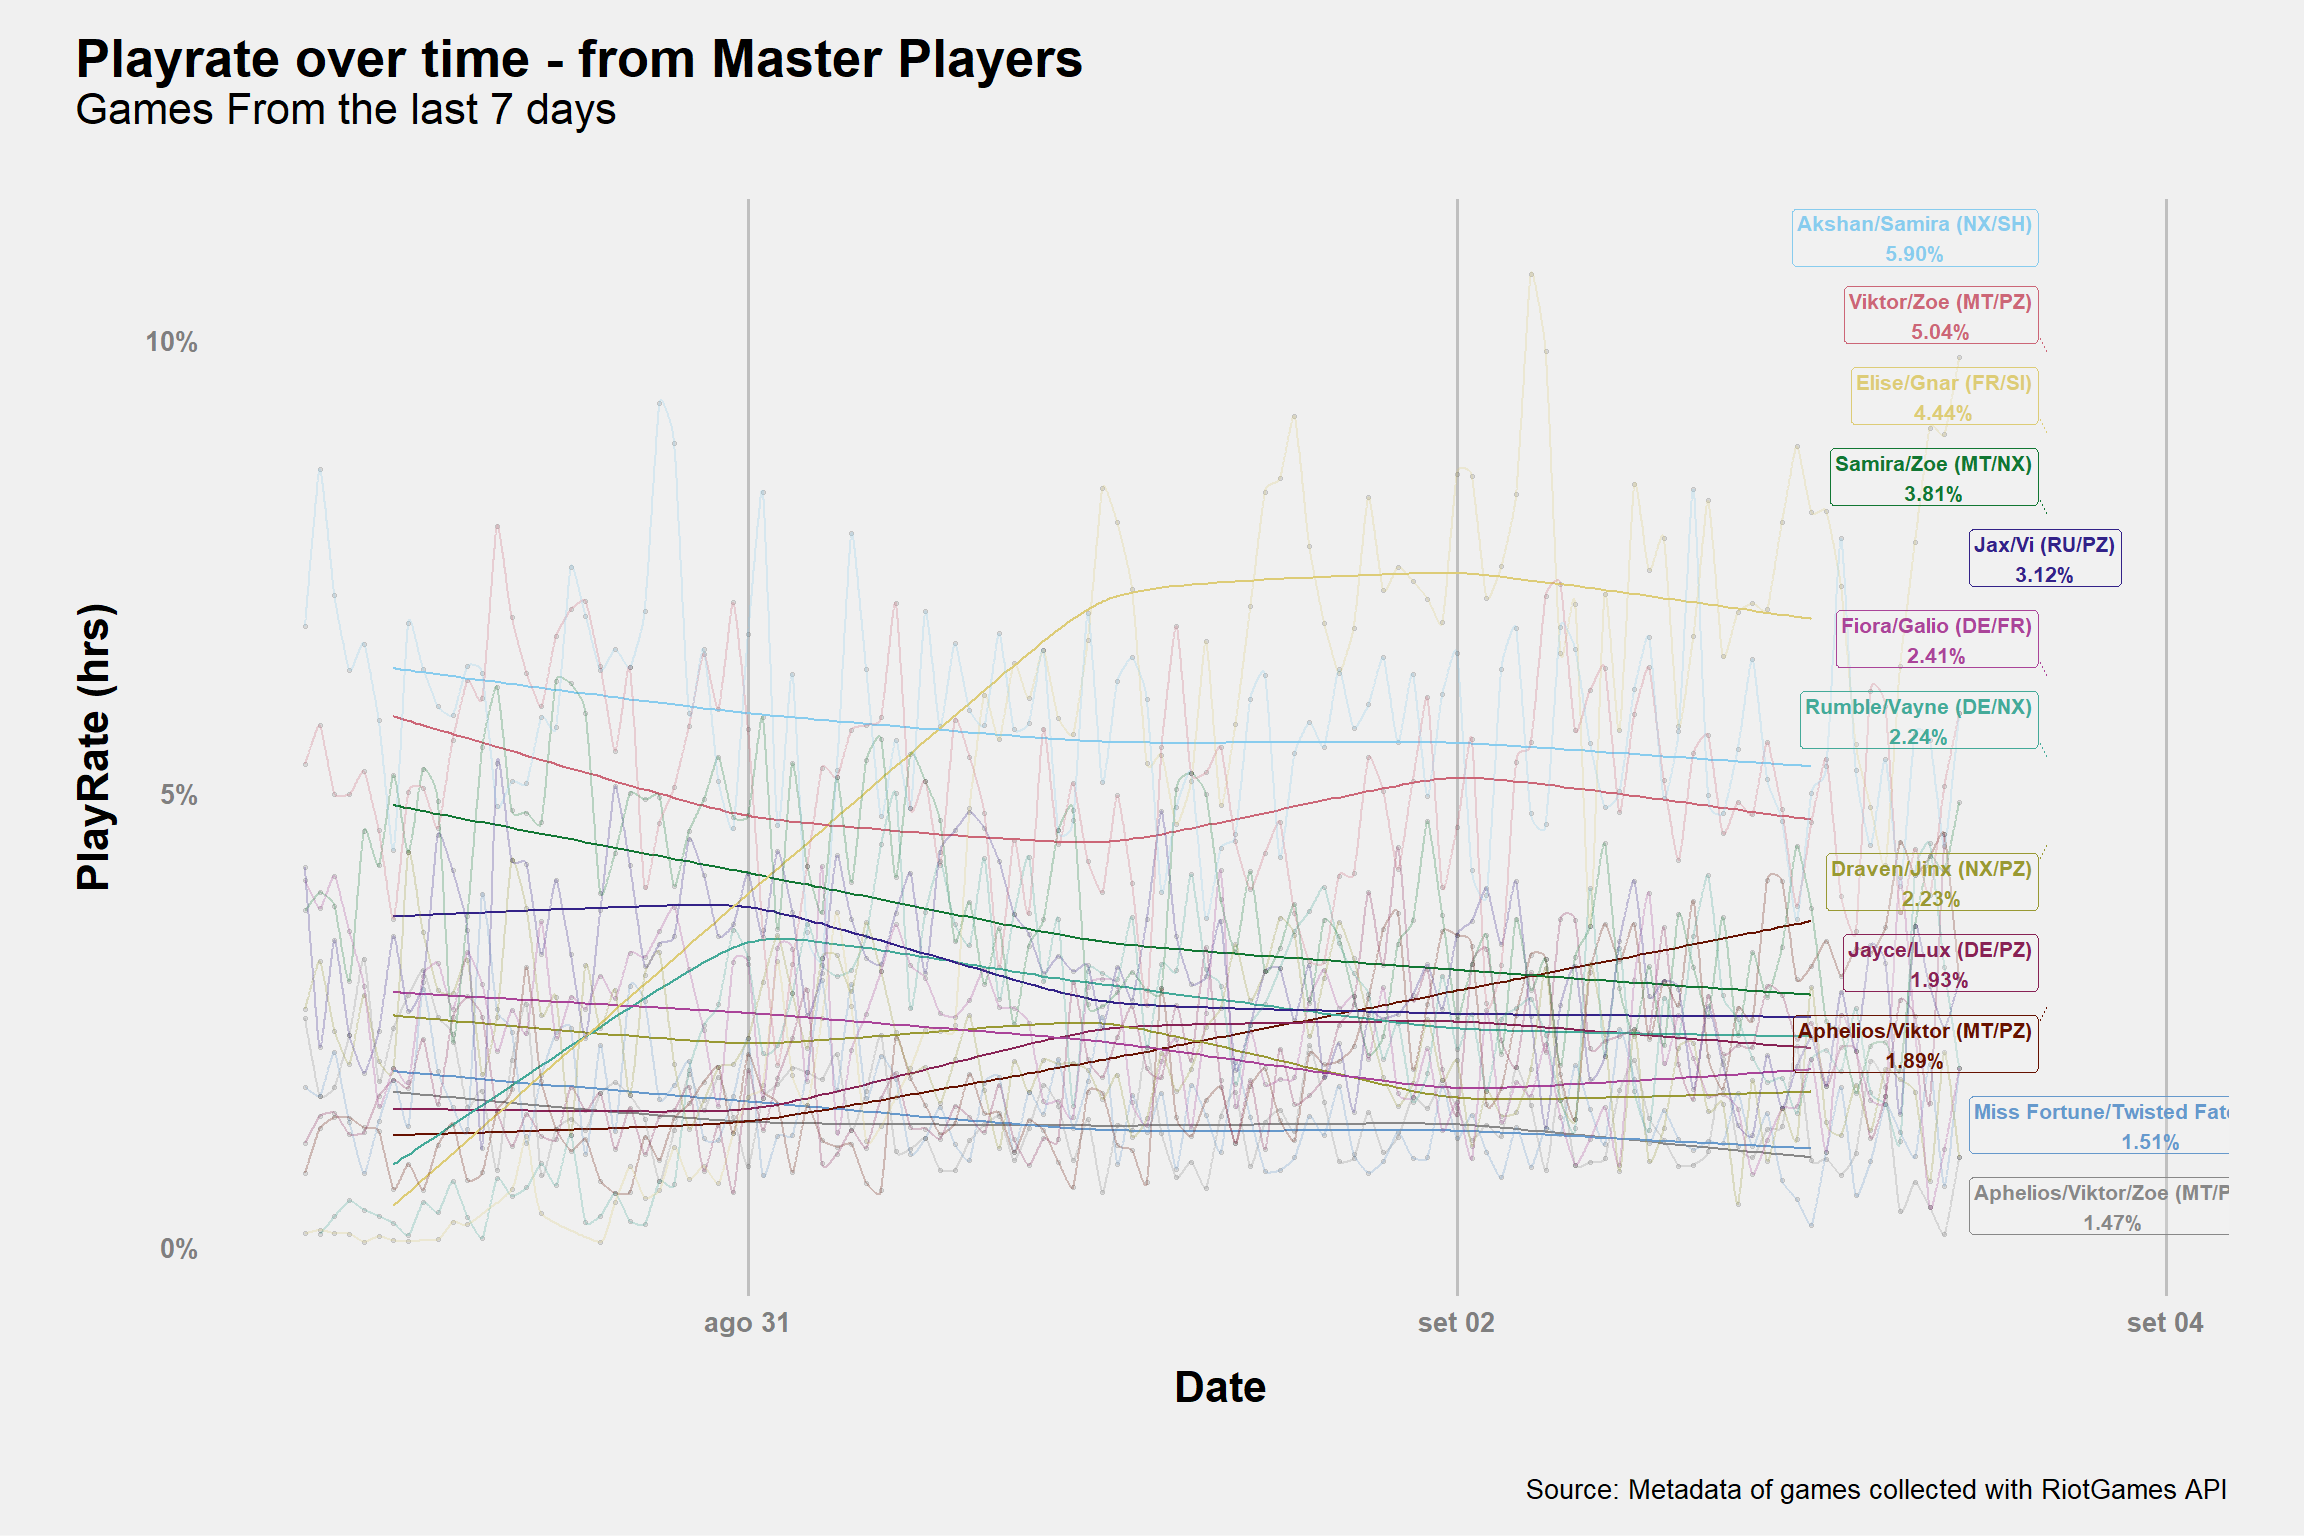 Playrate over time - from Master Players
Games From the last 7 days
PlayRate (hrs)
10%
5%
0%
Akshan/Samira (NX/SH)
5.90%
Viktor/Zoe (MT/PZ)
5.04%
Elise/Gnar (FR/SI)
4.44%
Samira/Zoe (MT/NX)
3.81%
Jax/Vi (RU/PZ)
3.12%
Fiora/Galio (DE/FR)
2.41%
Rumble/Vayne (DE/NX)
2.24%
Draven/Jinx (NX/PZ)
2.23%
Jayce/Lux (DE/PZ)
1.93%
Aphelios/Viktor (MT/PZ)
1.89%
Miss Fortune/Twisted Fate
1.51%
Aphelios/Viktor/Zoe (MT/P
1.47%
ago 31
set 02
set 04
Date
Source: Metadata of games collected with RiotGames API